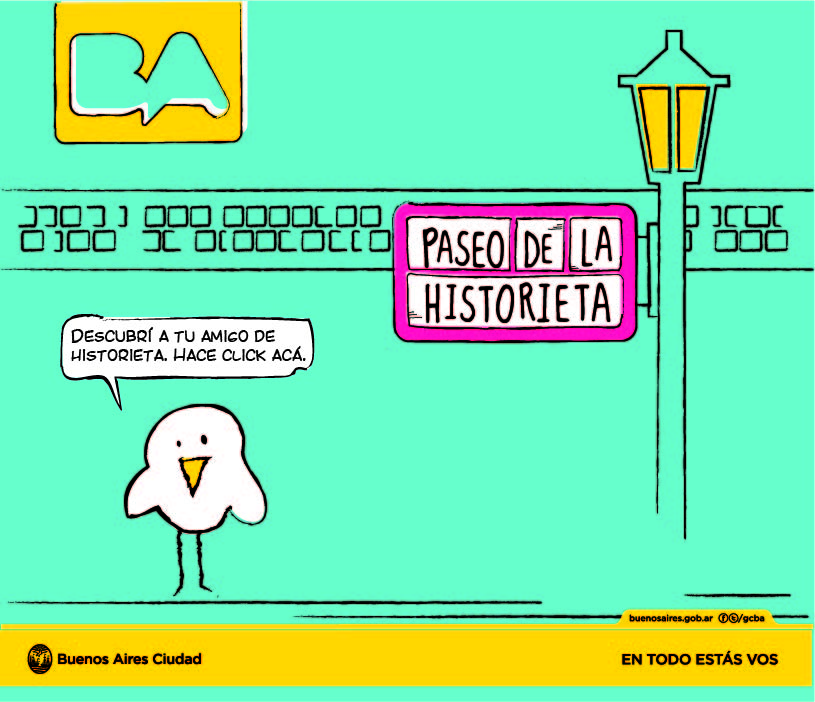 BA
PASEO DE LA
HISTORIETA
DESCUBRÍ A TU AMIGO DE
HISTORIETA. HACE CLICK ACÁ.
buenosaires.gob.ar /gcba
Buenos Aires Ciudad
EN TODO ESTÁS VOS